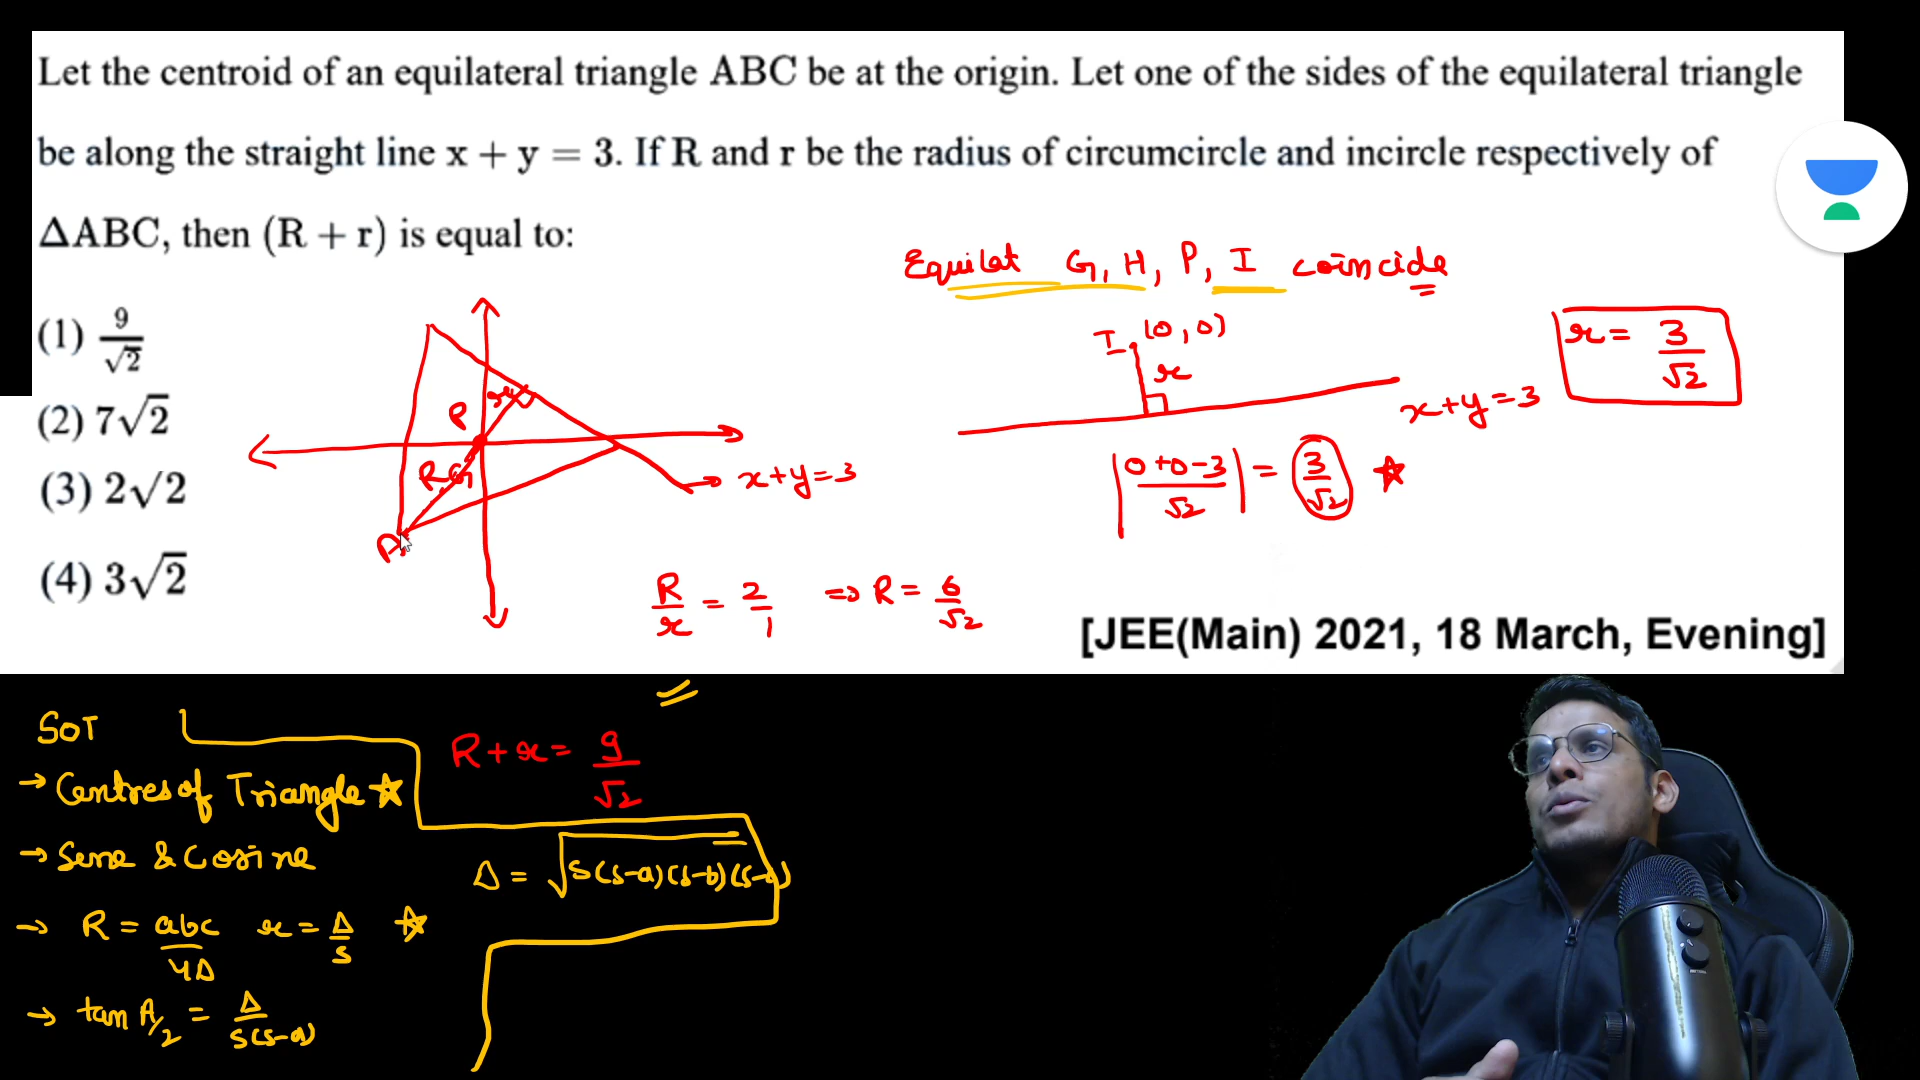 Let the centroid of an equilateral triangle ABC be at the origin. Let one of the sides of the equilateral triangle
be along the straight line x + y = 3. If R and r be the radius of circumcircle and incircle respectively of
ΔABC, then (R + r) is equal to:
(1) 9/√2
(2) 7√2
(3) 2√2
(4) 3√2
Equilat G, H, P, I coincide
I (0,0)
r
x+y=3
r = 3/√2
|0+0-3/√2| = 3/√2 ☆
P
r
R
G
A
x+y=3
R/r = 2/1 ⇒ R = 6/√2
[JEE(Main) 2021, 18 March, Evening]
SOT
→ Centres of Triangle ☆
→ Sine & Cosine
→ R = abc/4Δ r = Δ/s ☆
→ tan A/2 = Δ/s(s-a)
R+r = 9/√2
Δ = √s(s-a)(s-b)(s-c)